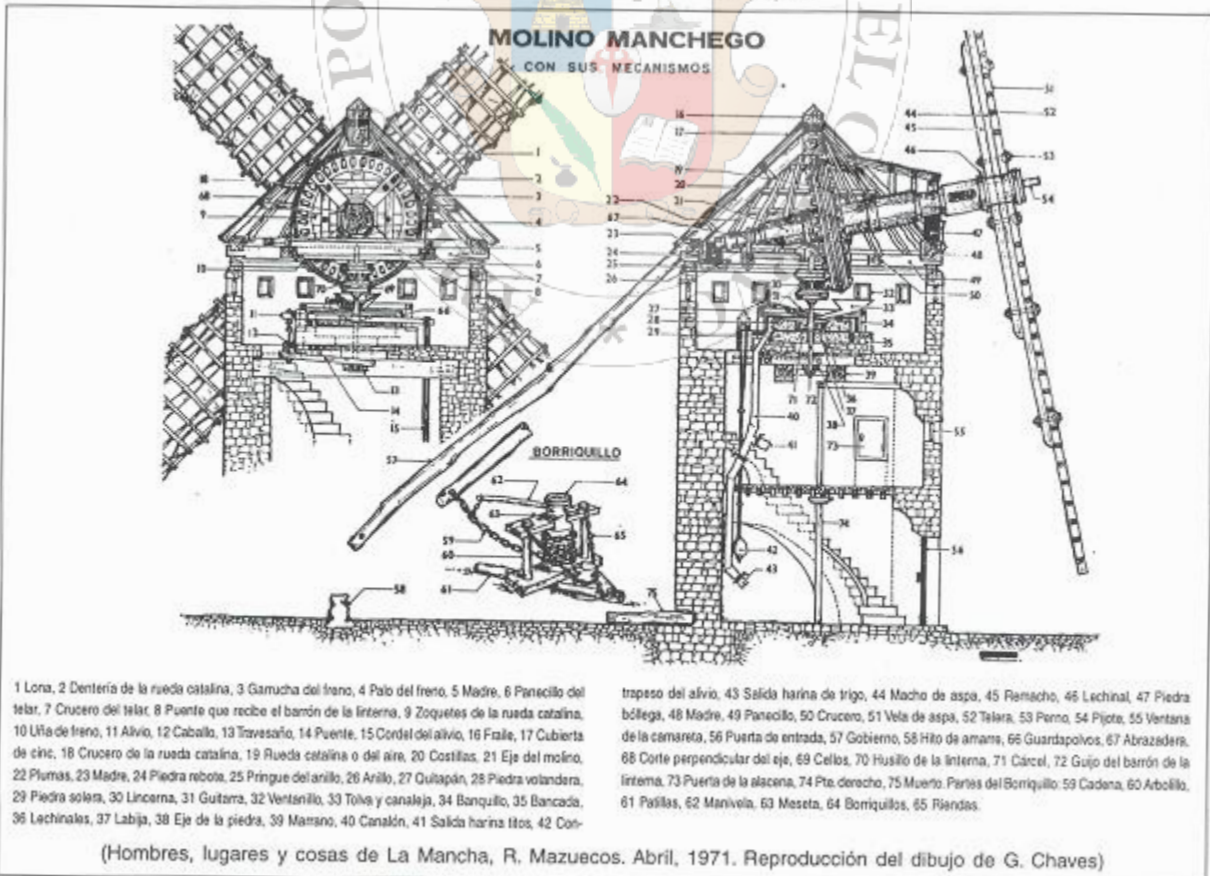 MOLINO MANCHEGO
CON SUS MECANISMOS
BORRIQUILLO
1 Lona, 2 Dentería de la rueda catalina, 3 Garrucha del freno, 4 Palo del freno, 5 Madre, 6 Panecillo del
telar, 7 Crucero del telar, 8 Puente que recibe el barrón de la linterna, 9 Zoquetes de la rueda catalina,
10 Uña de freno, 11 Alivio, 12 Caballo, 13 Travesaño, 14 Puente, 15 Cordel del alivio, 16 Fraile, 17 Cubierta
de cinc, 18 Crucero de la rueda catalina, 19 Rueda catalina o del aire, 20 Costillas, 21 Eje del molino,
22 Plumas, 23 Madre, 24 Piedra rebote, 25 Pringue del anillo, 26 Anillo, 27 Quitapán, 28 Piedra volandera,
29 Piedra solera, 30 Lincerna, 31 Guitarra, 32 Ventanillo, 33 Tolva y canaleja, 34 Banquillo, 35 Bancada,
36 Lechinales, 37 Labija, 38 Eje de la piedra, 39 Marrano, 40 Canalón, 41 Salida harina titos, 42 Con-
trapeso del alivio, 43 Salida harina de trigo, 44 Macho de aspa, 45 Remacho, 46 Lechinal, 47 Piedra
bóllega, 48 Madre, 49 Panecillo, 50 Crucero, 51 Vela de aspa, 52 Telera, 53 Perno, 54 Pijote, 55 Ventana
de la camareta, 56 Puerta de entrada, 57 Gobierno, 58 Hito de amarre, 66 Guardapolvos, 67 Abrazadera,
68 Corte perpendicular del eje, 69 Cellos, 70 Husillo de la linterna, 71 Cárcel, 72 Guijo del barrón de la
linterna, 73 Puerta de la alacena, 74 Pte. derecho, 75 Muerto. Partes del Borriquillo: 59 Cadena, 60 Arbolillo,
61 Patillas, 62 Manivela, 63 Meseta, 64 Borriquillos, 65 Riendas.
(Hombres, lugares y cosas de La Mancha, R. Mazuecos. Abril, 1971. Reproducción del dibujo de G. Chaves)